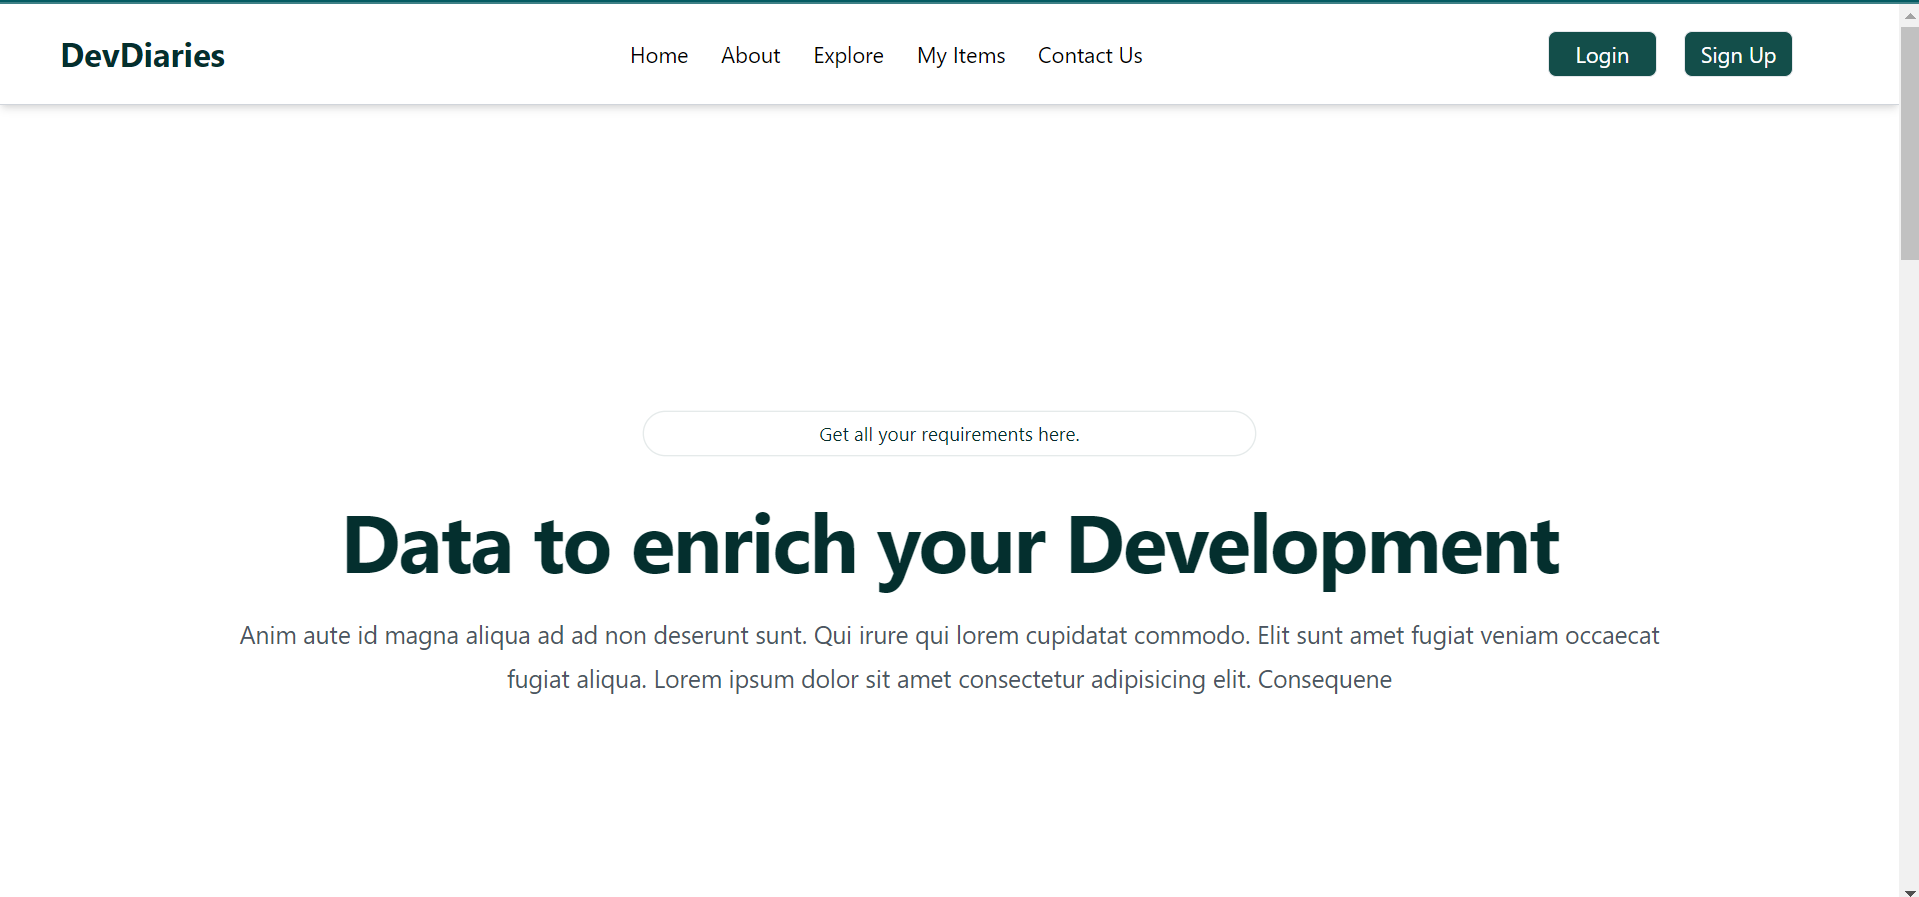 DevDiaries
Home About Explore My Items Contact Us
Login Sign Up
Get all your requirements here.
Data to enrich your Development
Anim aute id magna aliqua ad ad non deserunt sunt. Qui irure qui lorem cupidatat commodo. Elit sunt amet fugiat veniam occaecat
fugiat aliqua. Lorem ipsum dolor sit amet consectetur adipisicing elit. Consequene